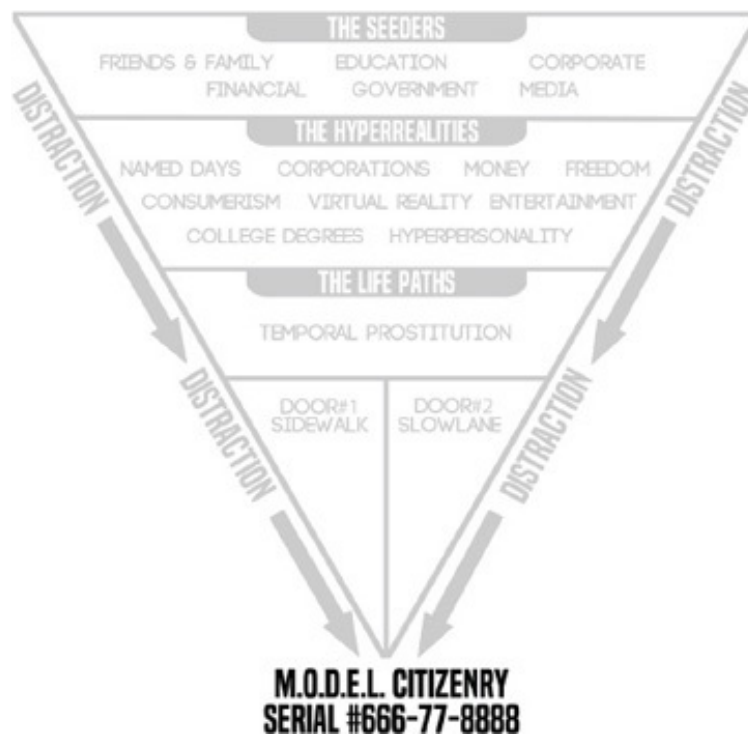 THE SEEDERS
FRIENDS & FAMILY EDUCATION CORPORATE
FINANCIAL GOVERNMENT MEDIA
THE HYPERREALITIES
NAMED DAYS CORPORATIONS MONEY FREEDOM
CONSUMERISM VIRTUAL REALITY ENTERTAINMENT
COLLEGE DEGREES HYPERPERSONALITY
THE LIFE PATHS
TEMPORAL PROSTITUTION
DOOR#1
SIDEWALK
DOOR#2
SLOWLANE
DISTRACTION
DISTRACTION
DISTRACTION
DISTRACTION
M.O.D.E.L. CITIZENRY
SERIAL #666-77-8888